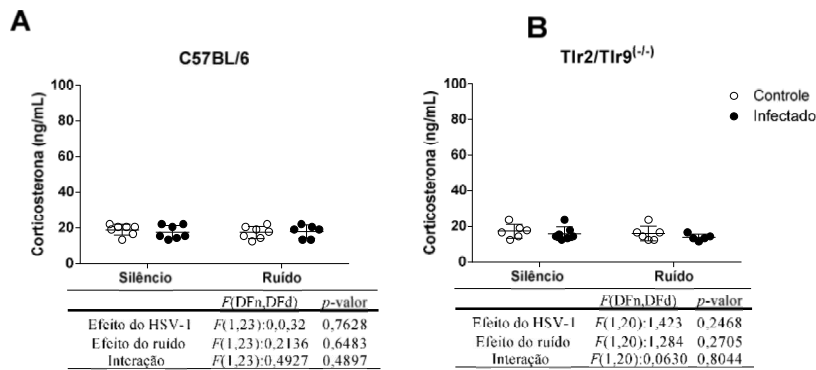 A
C57BL/6
Corticosterona (ng/mL)
100
80
60
40
20
0
Silêncio
Ruído
F(DFn,DFd) p-valor
Efeito do HSV-1 F(1,23):0,0,32 0,7628
Efeito do ruído F(1,23):0,2136 0,6483
Interação F(1,23):0,4927 0,4897
B
Tlr2/Tlr9(-/-)
Corticosterona (ng/mL)
100
80
60
40
20
0
Silêncio
Ruído
Controle
Infectado
F(DFn,DFd) p-valor
Efeito do HSV-1 F(1,20):1,423 0,2468
Efeito do ruído F(1,20):1,284 0,2705
Interação F(1,20):0,0630 0,8044